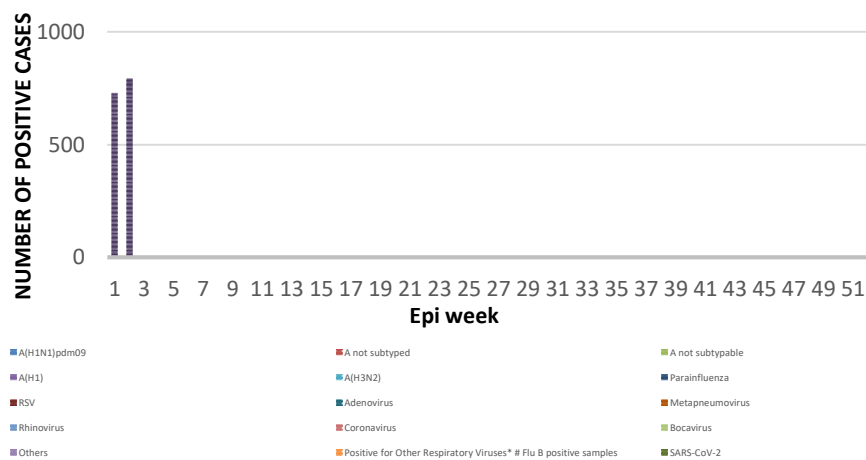 NUMBER OF POSITIVE CASES
1000
500
0
1 3 5 7 9 11 13 15 17 19 21 23 25 27 29 31 33 35 37 39 41 43 45 47 49 51
Epi week
A(H1N1)pdm09 A not subtyped A not subtypable
A(H1) A(H3N2) Parainfluenza
RSV Adenovirus Metapneumovirus
Rhinovirus Coronavirus Bocavirus
Others Positive for Other Respiratory Viruses* # Flu B positive samples SARS-CoV-2